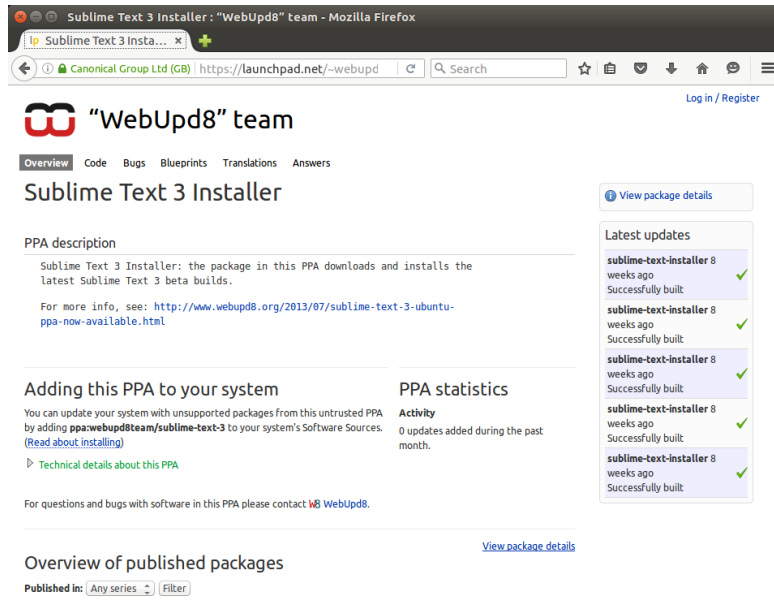 Sublime Text 3 Installer : “WebUpd8” team - Mozilla Firefox
lp Sublime Text 3 Insta...
Canonical Group Ltd (GB) https://launchpad.net/~webupd Search
Log in / Register
“WebUpd8” team
Overview Code Bugs Blueprints Translations Answers
Sublime Text 3 Installer
PPA description
Sublime Text 3 Installer: the package in this PPA downloads and installs the
latest Sublime Text 3 beta builds.
For more info, see: http://www.webupd8.org/2013/07/sublime-text-3-ubuntu-
ppa-now-available.html
Adding this PPA to your system
You can update your system with unsupported packages from this untrusted PPA
by adding ppa:webupd8team/sublime-text-3 to your system's Software Sources.
(Read about installing)
Technical details about this PPA
For questions and bugs with software in this PPA please contact W8 WebUpd8.
PPA statistics
Activity
0 updates added during the past
month.
View package details
Latest updates
sublime-text-installer 8
weeks ago
Successfully built
sublime-text-installer 8
weeks ago
Successfully built
sublime-text-installer 8
weeks ago
Successfully built
sublime-text-installer 8
weeks ago
Successfully built
sublime-text-installer 8
weeks ago
Successfully built
View package details
Overview of published packages
Published in: Any series Filter